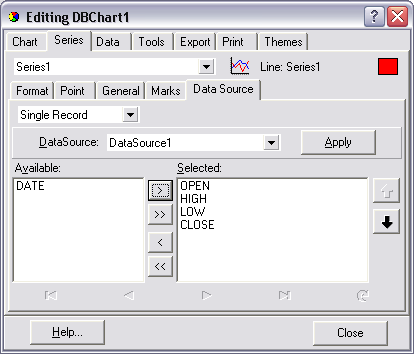 Editing DBChart1
Chart Series Data Tools Export Print Themes
Series1 Line: Series1
Format Point General Marks Data Source
Single Record
DataSource: DataSource1 Apply
Available: Selected:
DATE > OPEN
HIGH
>> LOW
CLOSE
<
<<
Help... Close